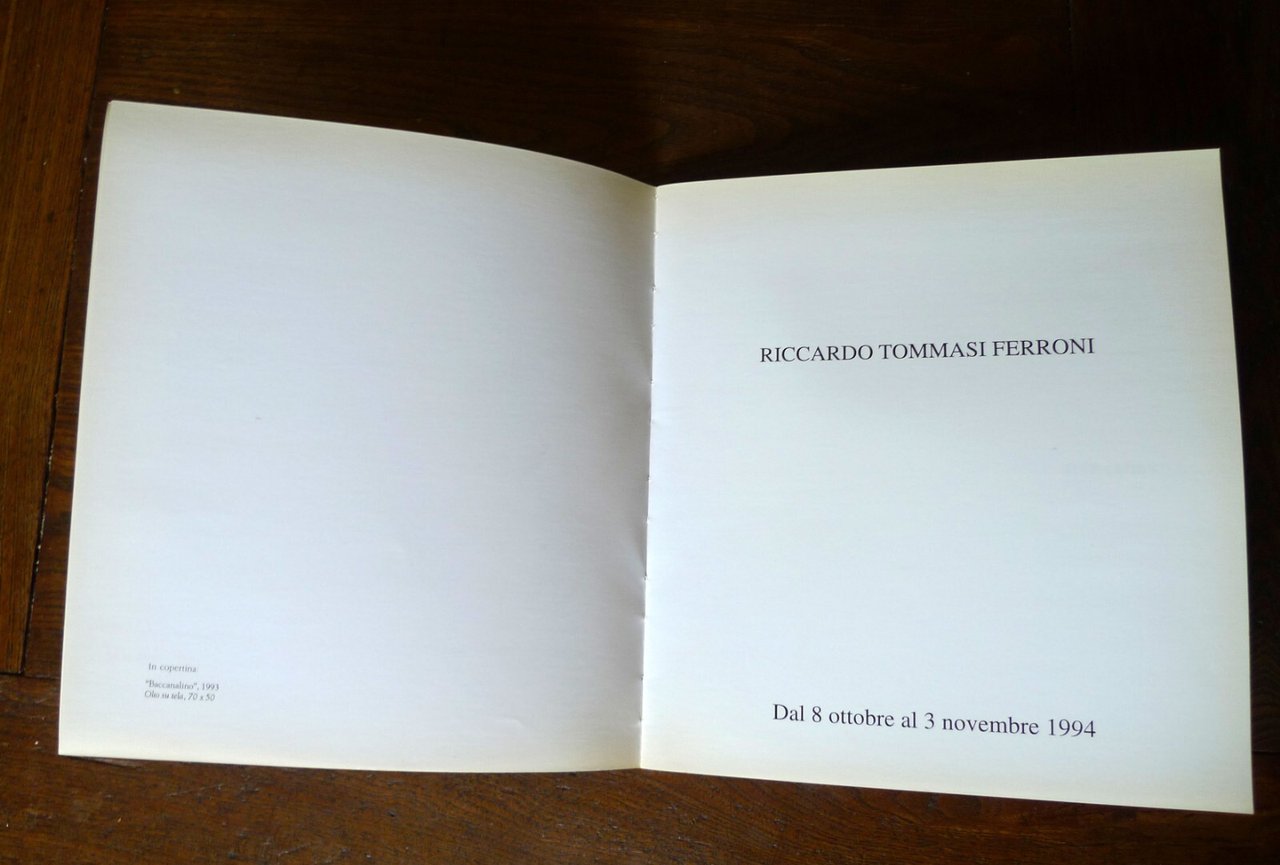 In copertina:
"Baccanalino", 1993
Olio su tela, 70 x 50
RICCARDO TOMMASI FERRONI
Dal 8 ottobre al 3 novembre 1994